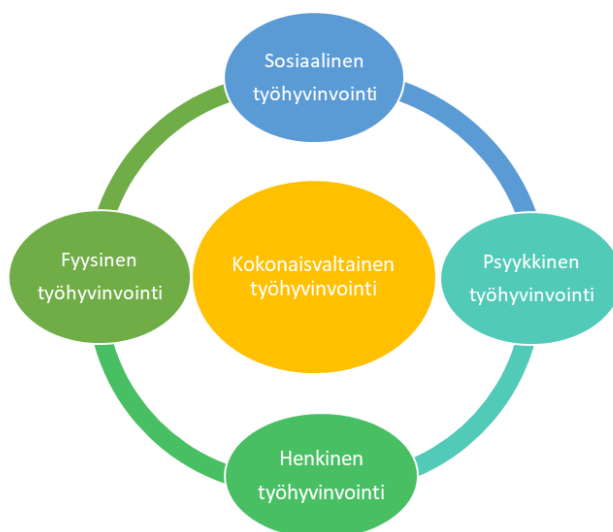 Sosiaalinen
työhyvinvointi
Fyysinen
työhyvinvointi
Kokonaisvaltainen
työhyvinvointi
Psyykkinen
työhyvinvointi
Henkinen
työhyvinvointi